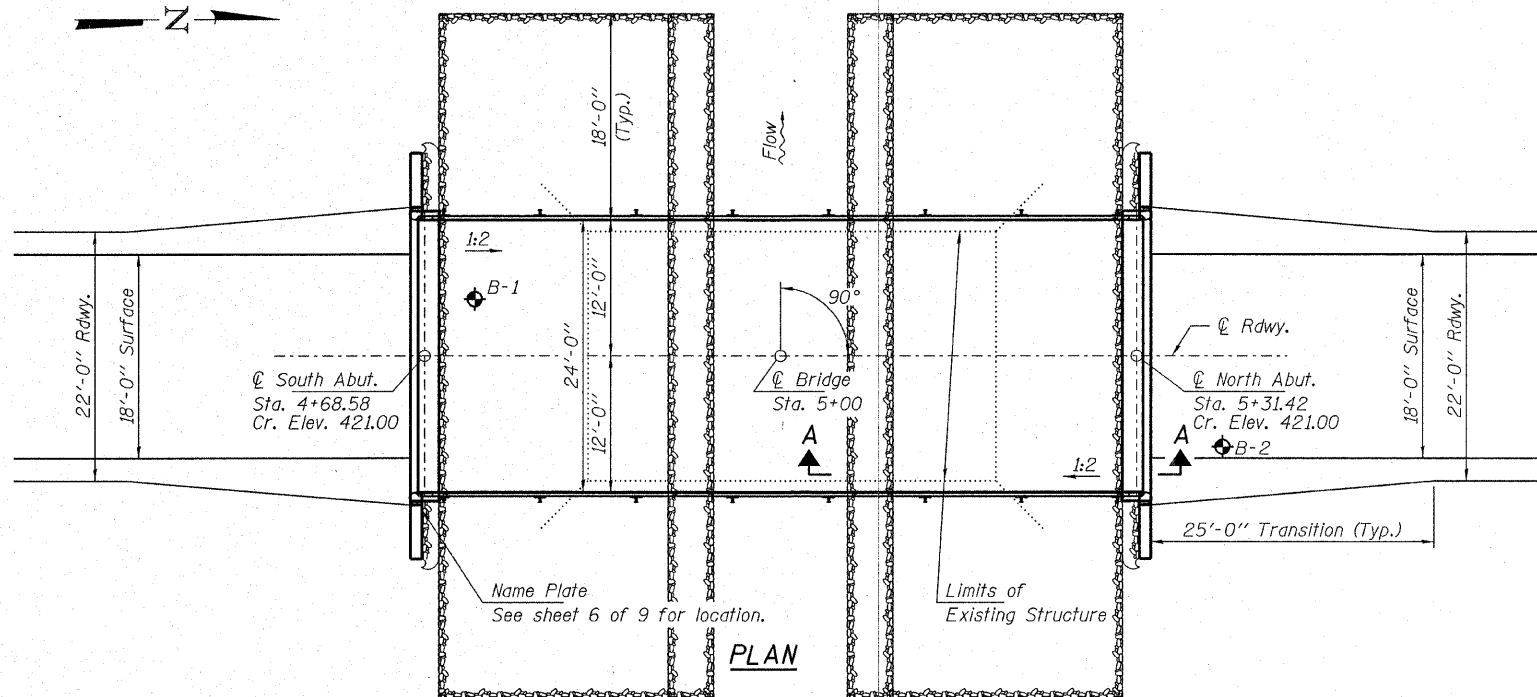 N
18'-0"
(Typ.)
Flow
1:2
B-1
22'-0" Rdwy.
18'-0" Surface
24'-0"
12'-0"
12'-0"
90°
℄ Rdwy.
℄ South Abut.
Sta. 4+68.58
Cr. Elev. 421.00
℄ Bridge
Sta. 5+00
℄ North Abut.
Sta. 5+31.42
Cr. Elev. 421.00
18'-0" Surface
22'-0" Rdwy.
A
A
B-2
1:2
25'-0" Transition (Typ.)
Name Plate
See sheet 6 of 9 for location.
Limits of
Existing Structure
PLAN